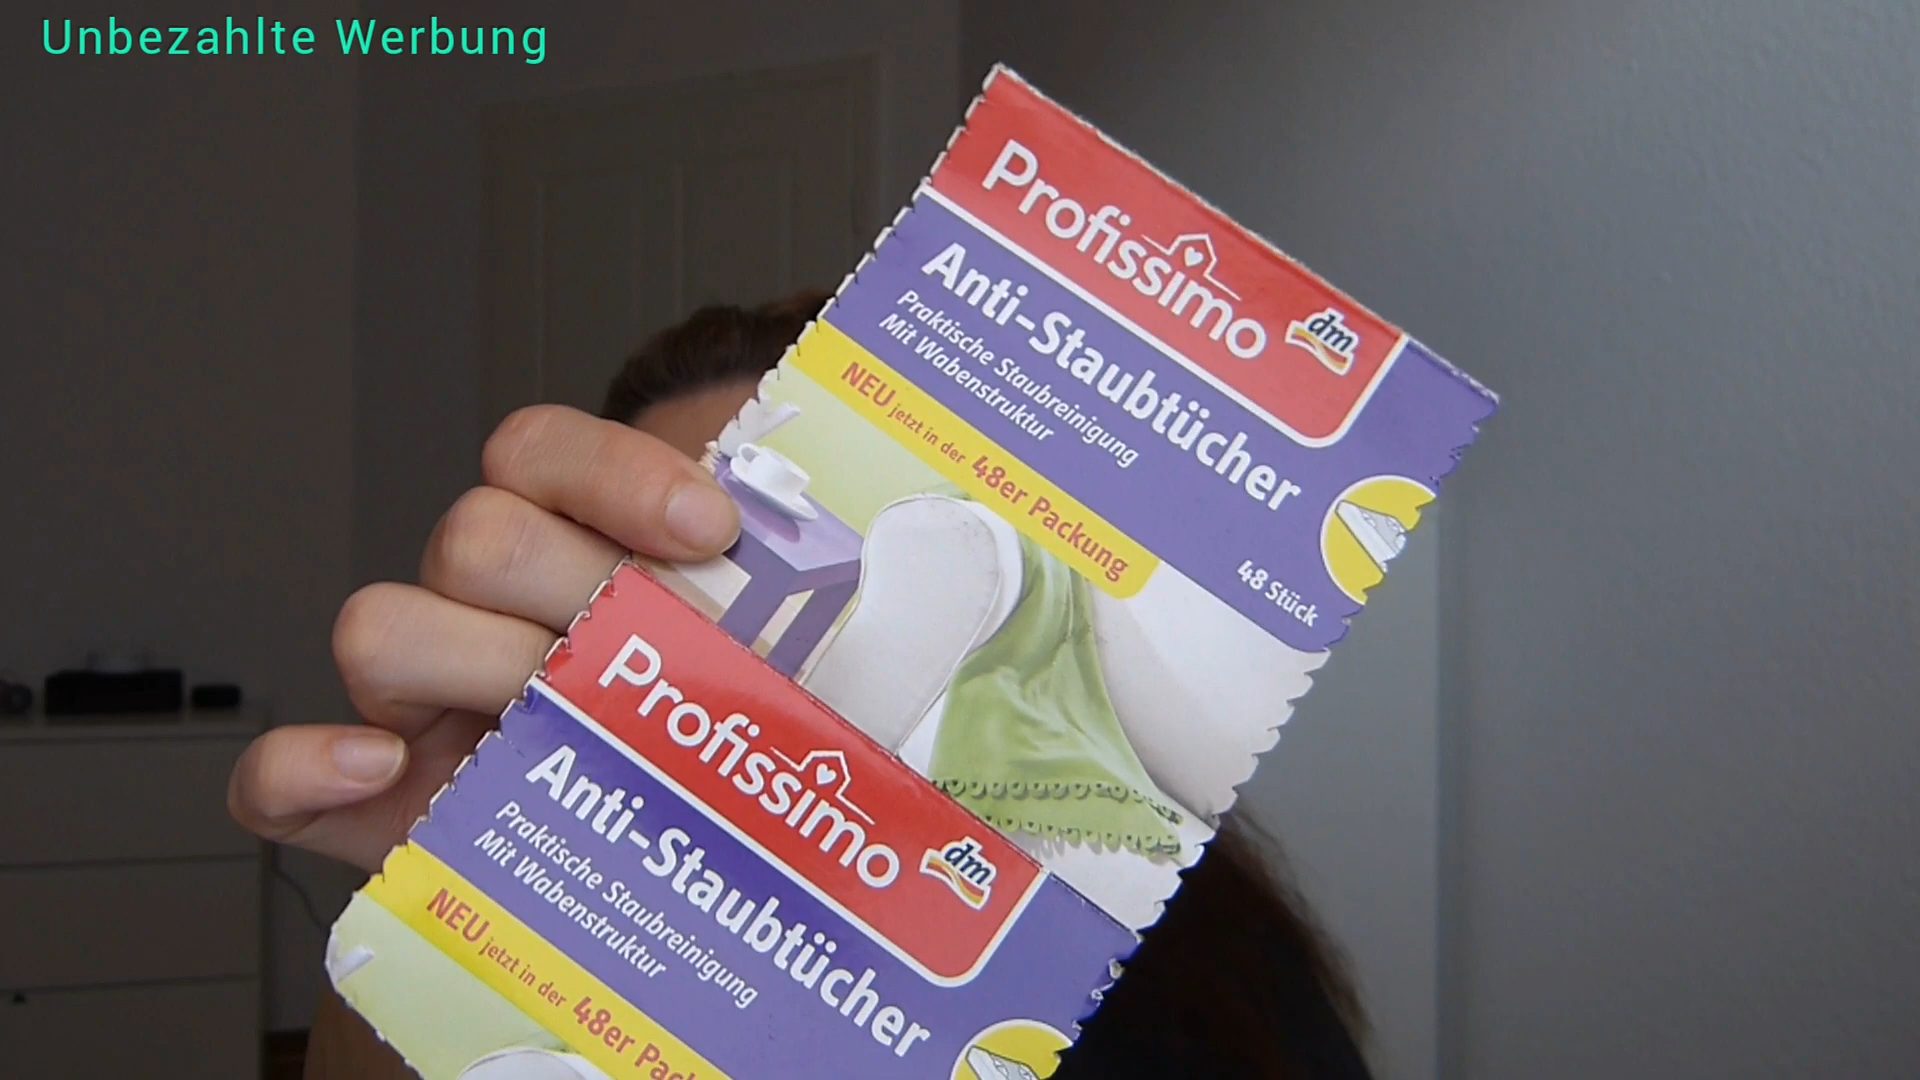 Unbezahlte Werbung
Profissimo
dm
Anti-Staubtücher
Praktische Staubreinigung
Mit Wabenstruktur
NEU jetzt in der 48er Packung
48 Stück
Profissimo
dm
Anti-Staubtücher
Praktische Staubreinigung
Mit Wabenstruktur
NEU jetzt in der 48er